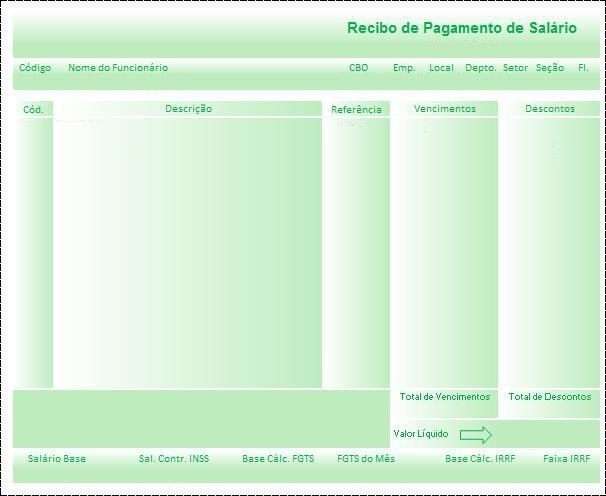 Recibo de Pagamento de Salário
Código Nome do Funcionário CBO Emp. Local Depto. Setor Seção Fl.
Cód. Descrição Referência Vencimentos Descontos
Total de Vencimentos Total de Descontos
Valor Líquido
Salário Base Sal. Contr. INSS Base Cálc. FGTS FGTS do Mês Base Cálc. IRRF Faixa IRRF